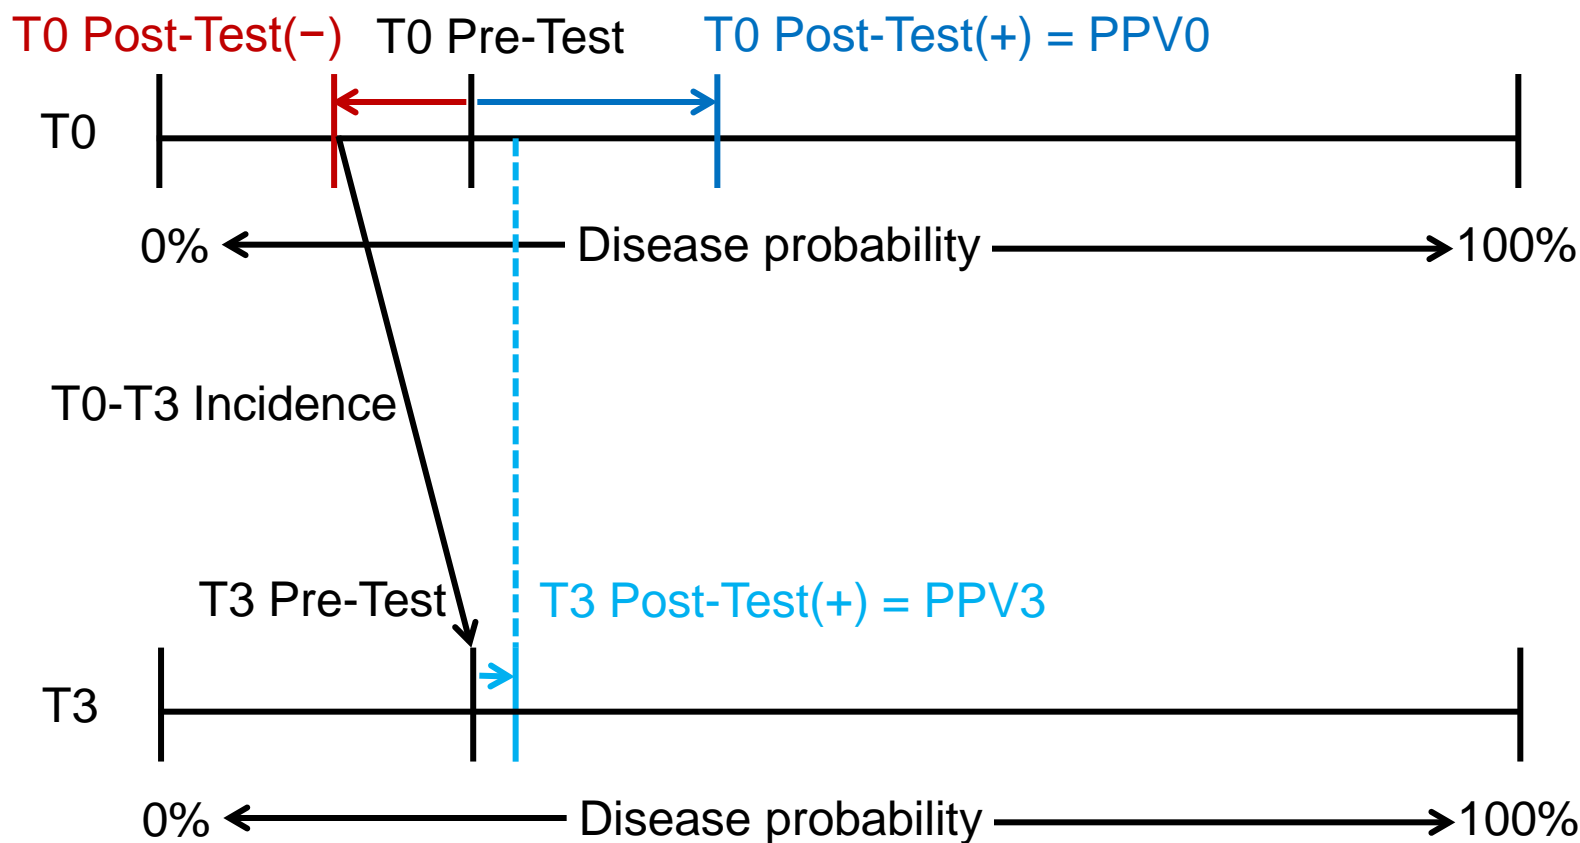 T0 Post-Test(−) T0 Pre-Test T0 Post-Test(+) = PPV0
T0
0% Disease probability 100%
T0-T3 Incidence
T3 Pre-Test T3 Post-Test(+) = PPV3
T3
0% Disease probability 100%